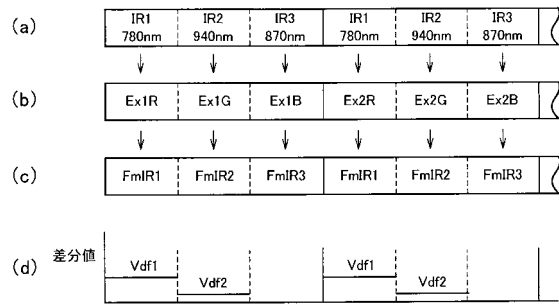 (a) IR1 IR2 IR3 IR1 IR2 IR3
780nm 940nm 870nm 780nm 940nm 870nm
(b) Ex1R Ex1G Ex1B Ex2R Ex2G Ex2B
(c) FmIR1 FmIR2 FmIR3 FmIR1 FmIR2 FmIR3
(d) 差分値 Vdf1 Vdf1
Vdf2 Vdf2